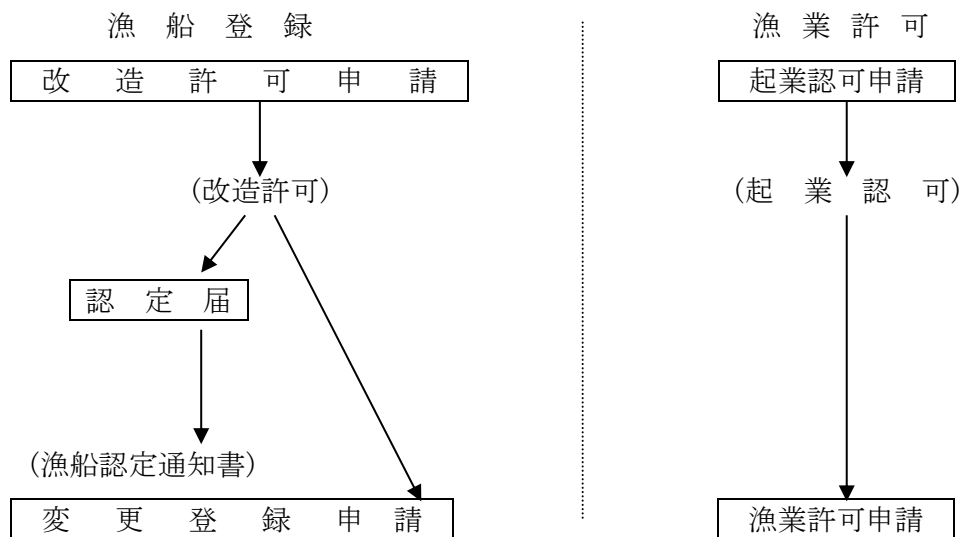 漁船登録
改造許可申請
(改造許可)
認定届
(漁船認定通知書)
変更登録申請
漁業許可
起業認可申請
(起業認可)
漁業許可申請